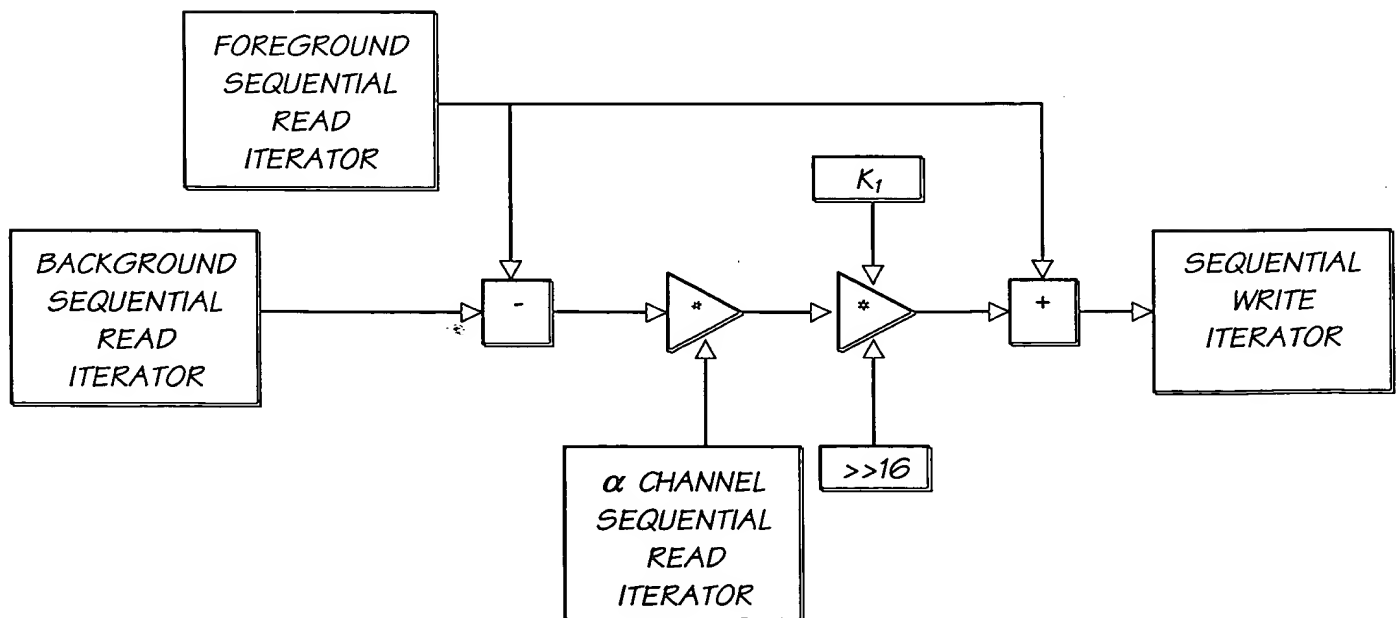 FOREGROUND
SEQUENTIAL
READ
ITERATOR
K₁
BACKGROUND
SEQUENTIAL
READ
ITERATOR
-
*
*
+
SEQUENTIAL
WRITE
ITERATOR
α CHANNEL
SEQUENTIAL
READ
ITERATOR
>>16